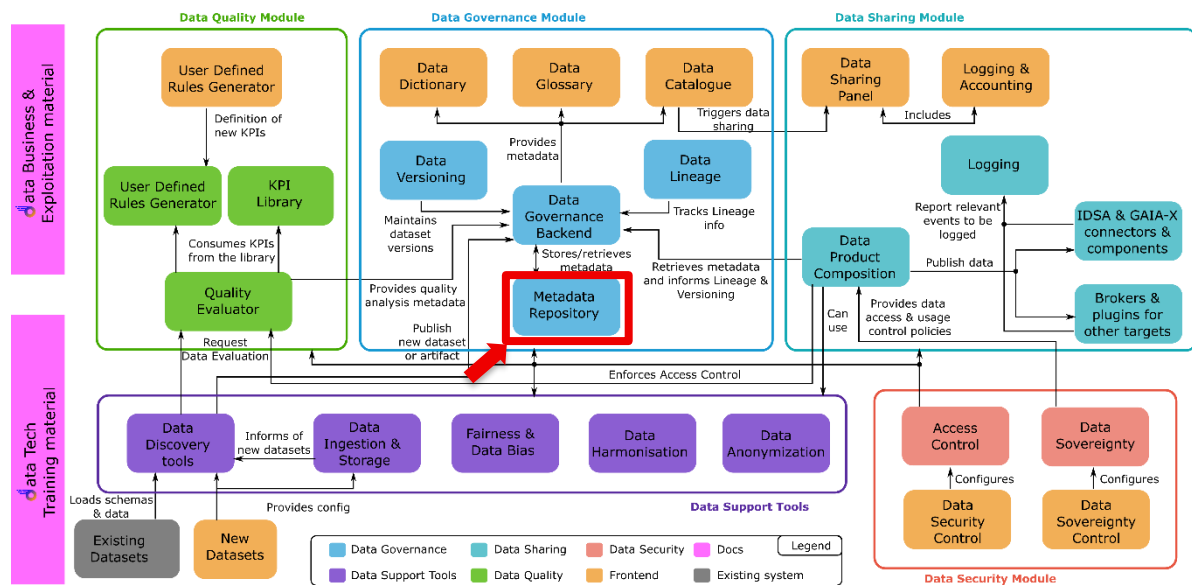 Data Quality Module
Data Governance Module
Data Sharing Module
ata Business &
Exploitation material
User Defined
Rules Generator
Definition of
new KPIs
User Defined
Rules Generator
KPI
Library
Consumes KPIs
from the library
Quality
Evaluator
Request
Data Evaluation
Data
Dictionary
Data
Glossary
Data
Catalogue
Triggers data
sharing
Provides
metadata
Data
Versioning
Data
Lineage
Data
Governance
Backend
Maintains
dataset
versions
Tracks Lineage
info
Stores/retrieves
metadata
Provides quality
analysis metadata
Retrieves metadata
and informs Lineage &
Versioning
Metadata
Repository
Publish
new dataset
or artifact
Data
Sharing
Panel
Logging &
Accounting
Includes
Logging
Report relevant
events to be
logged
IDSA & GAIA-X
connectors &
components
Data
Product
Composition
Publish data
Brokers &
plugins for
other targets
Can
use
Provides data
access & usage
control policies
Enforces Access Control
ata Tech
Training material
Data
Discovery
tools
Informs of
new datasets
Data
Ingestion &
Storage
Fairness &
Data Bias
Data
Harmonisation
Data
Anonymization
Access
Control
Data
Sovereignty
Configures
Configures
Data
Security
Control
Data
Sovereignty
Control
Loads schemas
& data
Provides config
Data Support Tools
Existing
Datasets
New
Datasets
Legend
Data Governance
Data Sharing
Data Security
Docs
Data Support Tools
Data Quality
Frontend
Existing system
Data Security Module